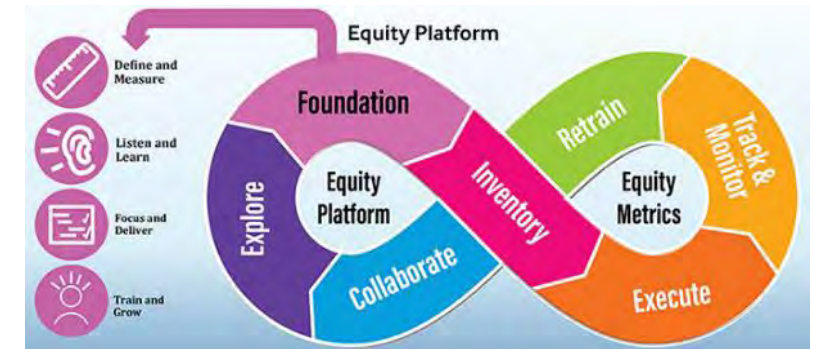 Equity Platform
Define and
Measure
Listen and
Learn
Focus and
Deliver
Train and
Grow
Foundation
Explore
Equity
Platform
Collaborate
Inventory
Retrain
Equity
Metrics
Track &
Monitor
Execute